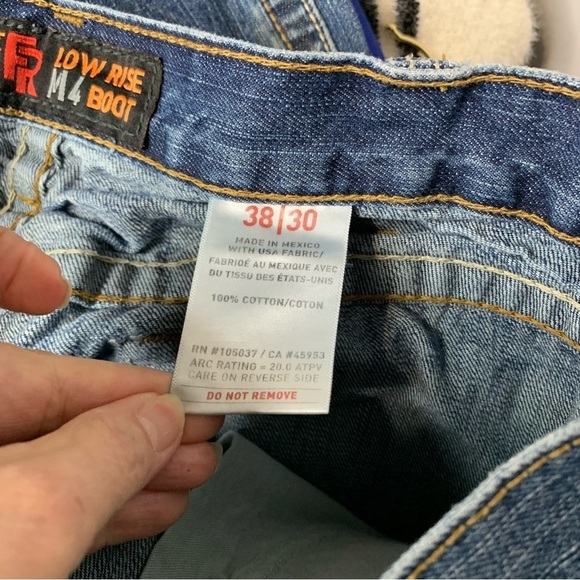 FR
LOW RISE
M4 BOOT
38|30
MADE IN MEXICO
WITH USA FABRIC/
FABRIQÉ AU MEXIQUE AVEC
DU TISSU DES ÉTATS-UNIS
100% COTTON/COTON
RN #105037 / CA #45953
ARC RATING = 20.0 ATPV
CARE ON REVERSE SIDE
DO NOT REMOVE